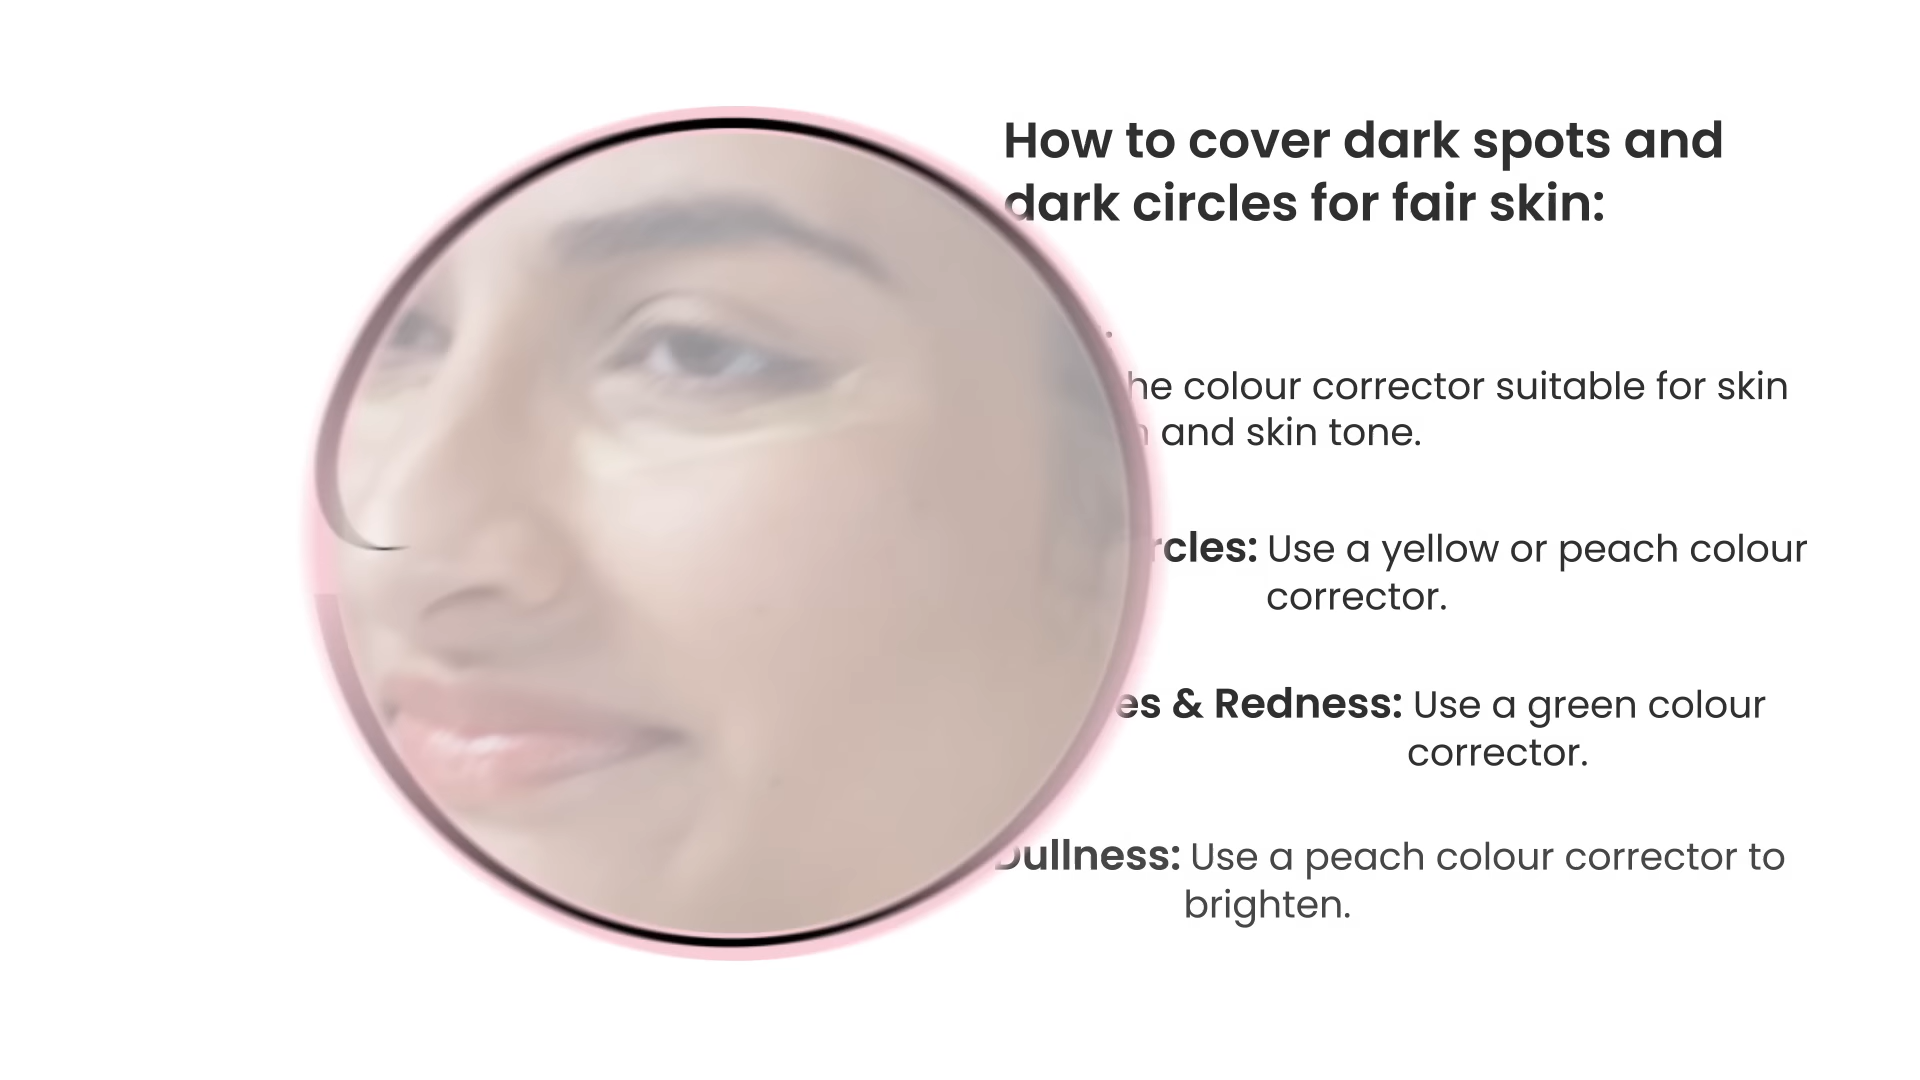 How to cover dark spots and
dark circles for fair skin:
he colour corrector suitable for skin
and skin tone.
rcles: Use a yellow or peach colour
corrector.
es & Redness: Use a green colour
corrector.
Dullness: Use a peach colour corrector to
brighten.